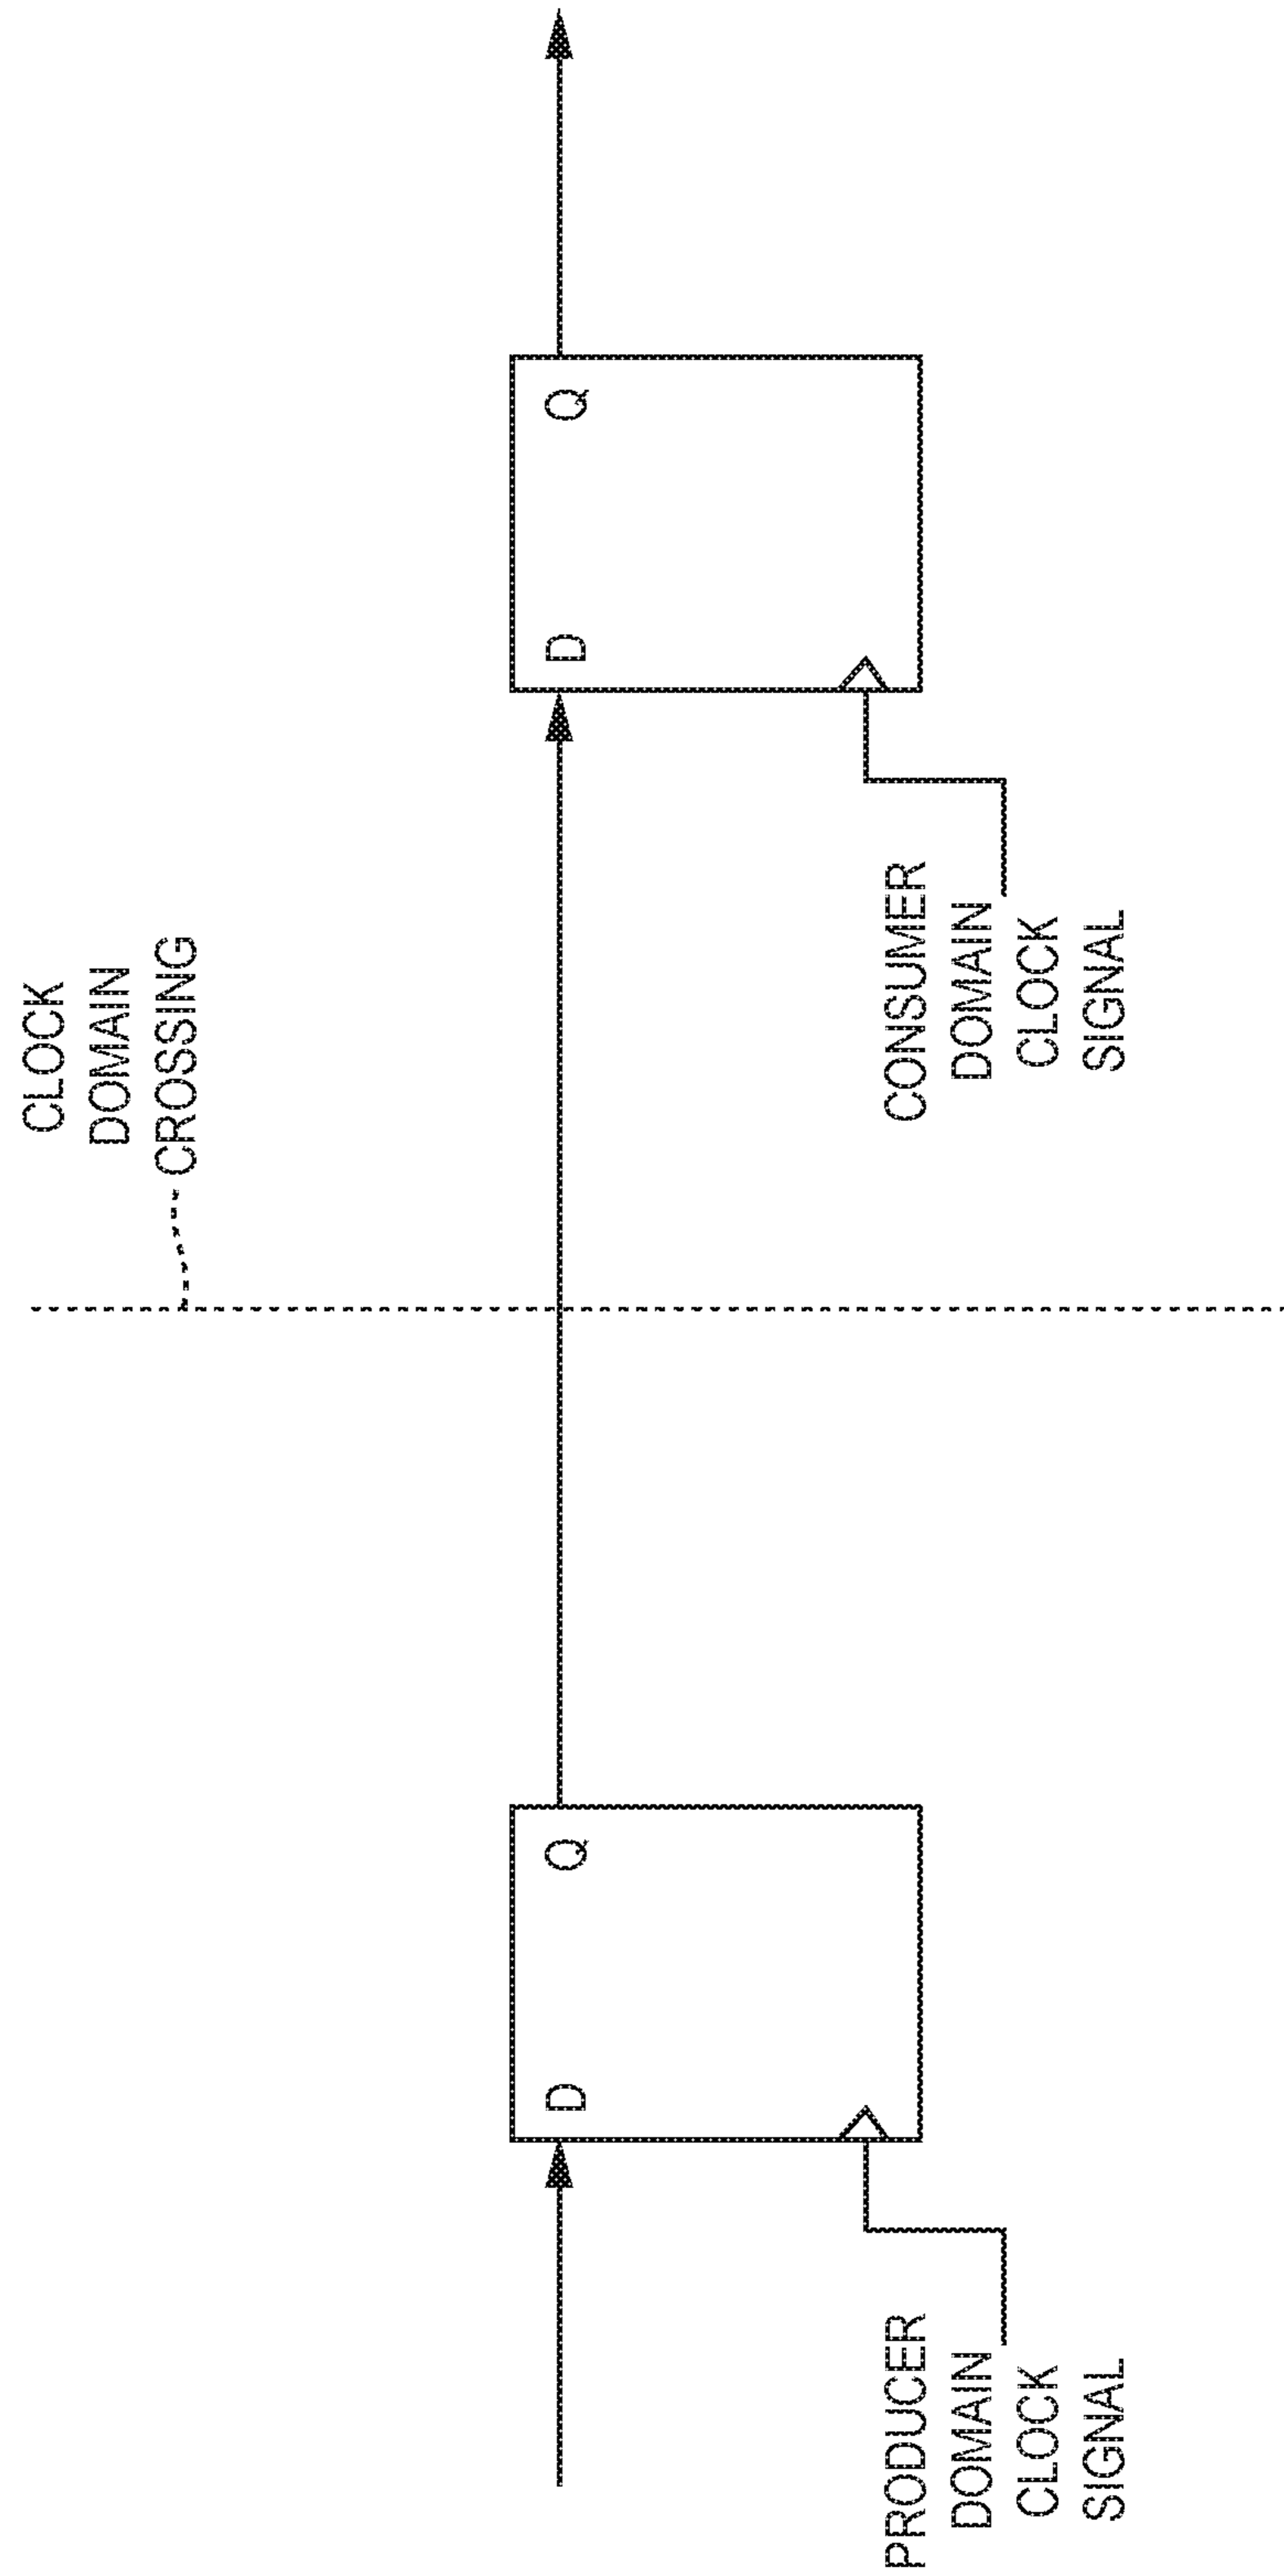 CLOCK
DOMAIN
CROSSING
D
Q
D
Q
PRODUCER
DOMAIN
CLOCK
SIGNAL
CONSUMER
DOMAIN
CLOCK
SIGNAL